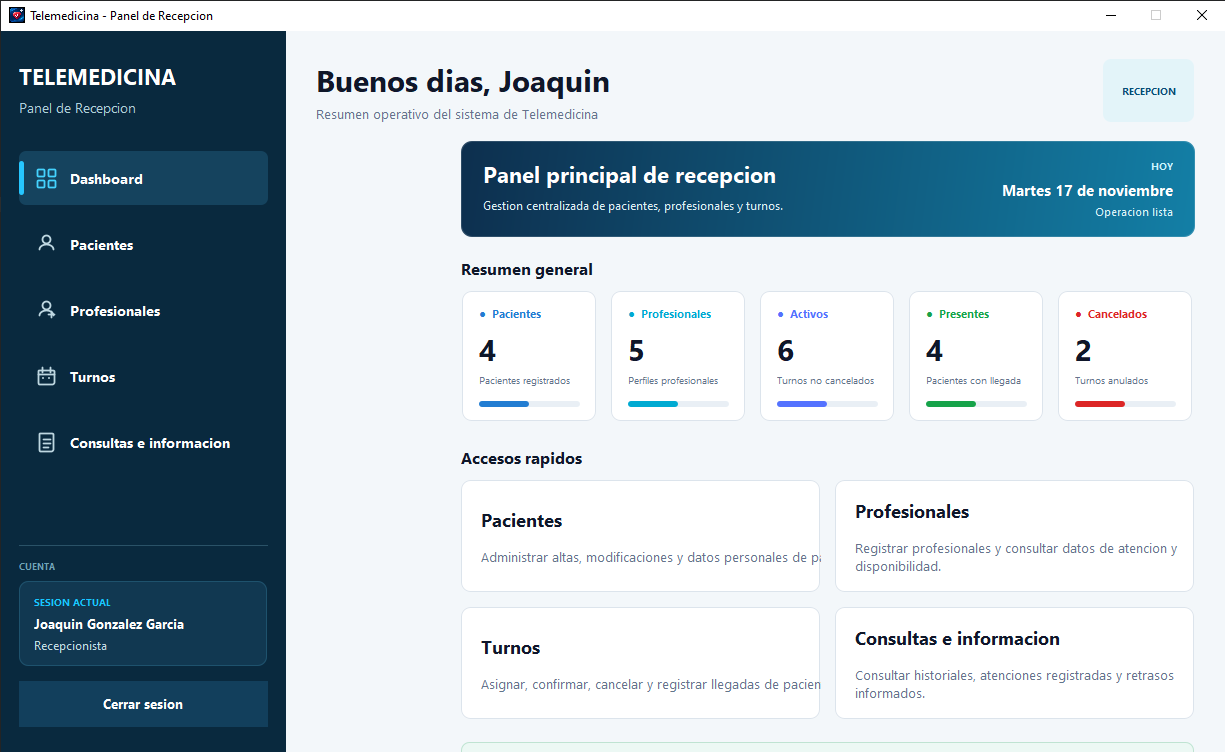 Telemedicina - Panel de Recepcion
TELEMEDICINA
Panel de Recepcion
Dashboard
Pacientes
Profesionales
Turnos
Consultas e informacion
CUENTA
SESION ACTUAL
Joaquin Gonzalez Garcia
Recepcionista
Cerrar sesion
Buenos dias, Joaquin
Resumen operativo del sistema de Telemedicina
RECEPCION
Panel principal de recepcion
Gestion centralizada de pacientes, profesionales y turnos.
HOY
Martes 17 de noviembre
Operacion lista
Resumen general
Pacientes
4
Pacientes registrados
Profesionales
5
Perfiles profesionales
Activos
6
Turnos no cancelados
Presentes
4
Pacientes con llegada
Cancelados
2
Turnos anulados
Accesos rapidos
Pacientes
Administrar altas, modificaciones y datos personales de
Profesionales
Registrar profesionales y consultar datos de atencion y
disponibilidad.
Turnos
Asignar, confirmar, cancelar y registrar llegadas de pacien
Consultas e informacion
Consultar historiales, atenciones registradas y retrasos
informados.